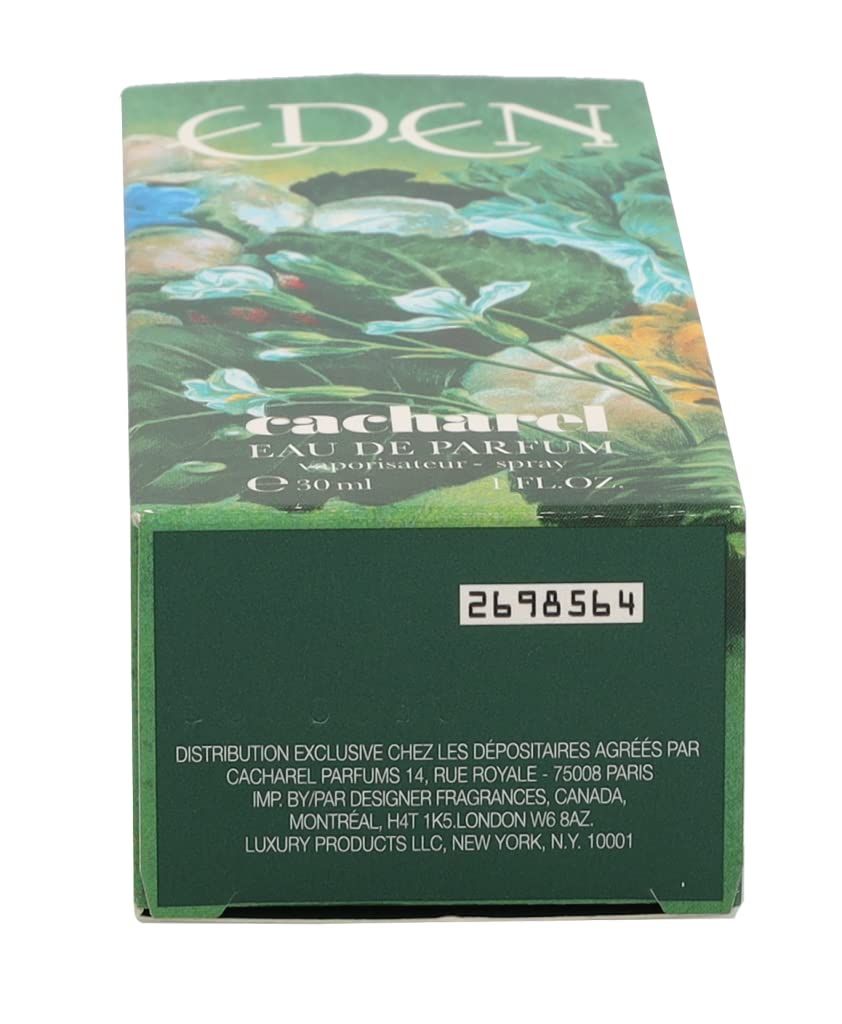 EDEN
cacharel
EAU DE PARFUM
vaporisateur - spray
e 30 ml 1 FL.OZ.
2698564
DISTRIBUTION EXCLUSIVE CHEZ LES DÉPOSITAIRES AGRÉÉS PAR
CACHAREL PARFUMS 14, RUE ROYALE - 75008 PARIS
IMP. BY/PAR DESIGNER FRAGRANCES, CANADA,
MONTRÉAL, H4T 1K5.LONDON W6 8AZ.
LUXURY PRODUCTS LLC, NEW YORK, N.Y. 10001